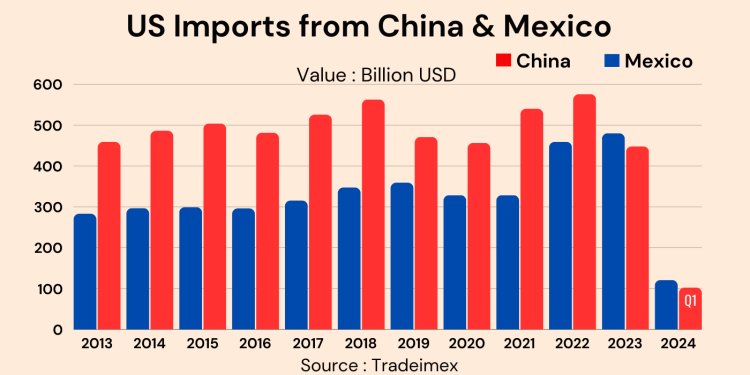 US Imports from China & Mexico
China Mexico
Value : Billion USD
600
500
400
300
200
100
0
Q1
2013 2014 2015 2016 2017 2018 2019 2020 2021 2022 2023 2024
Source : Tradeimex